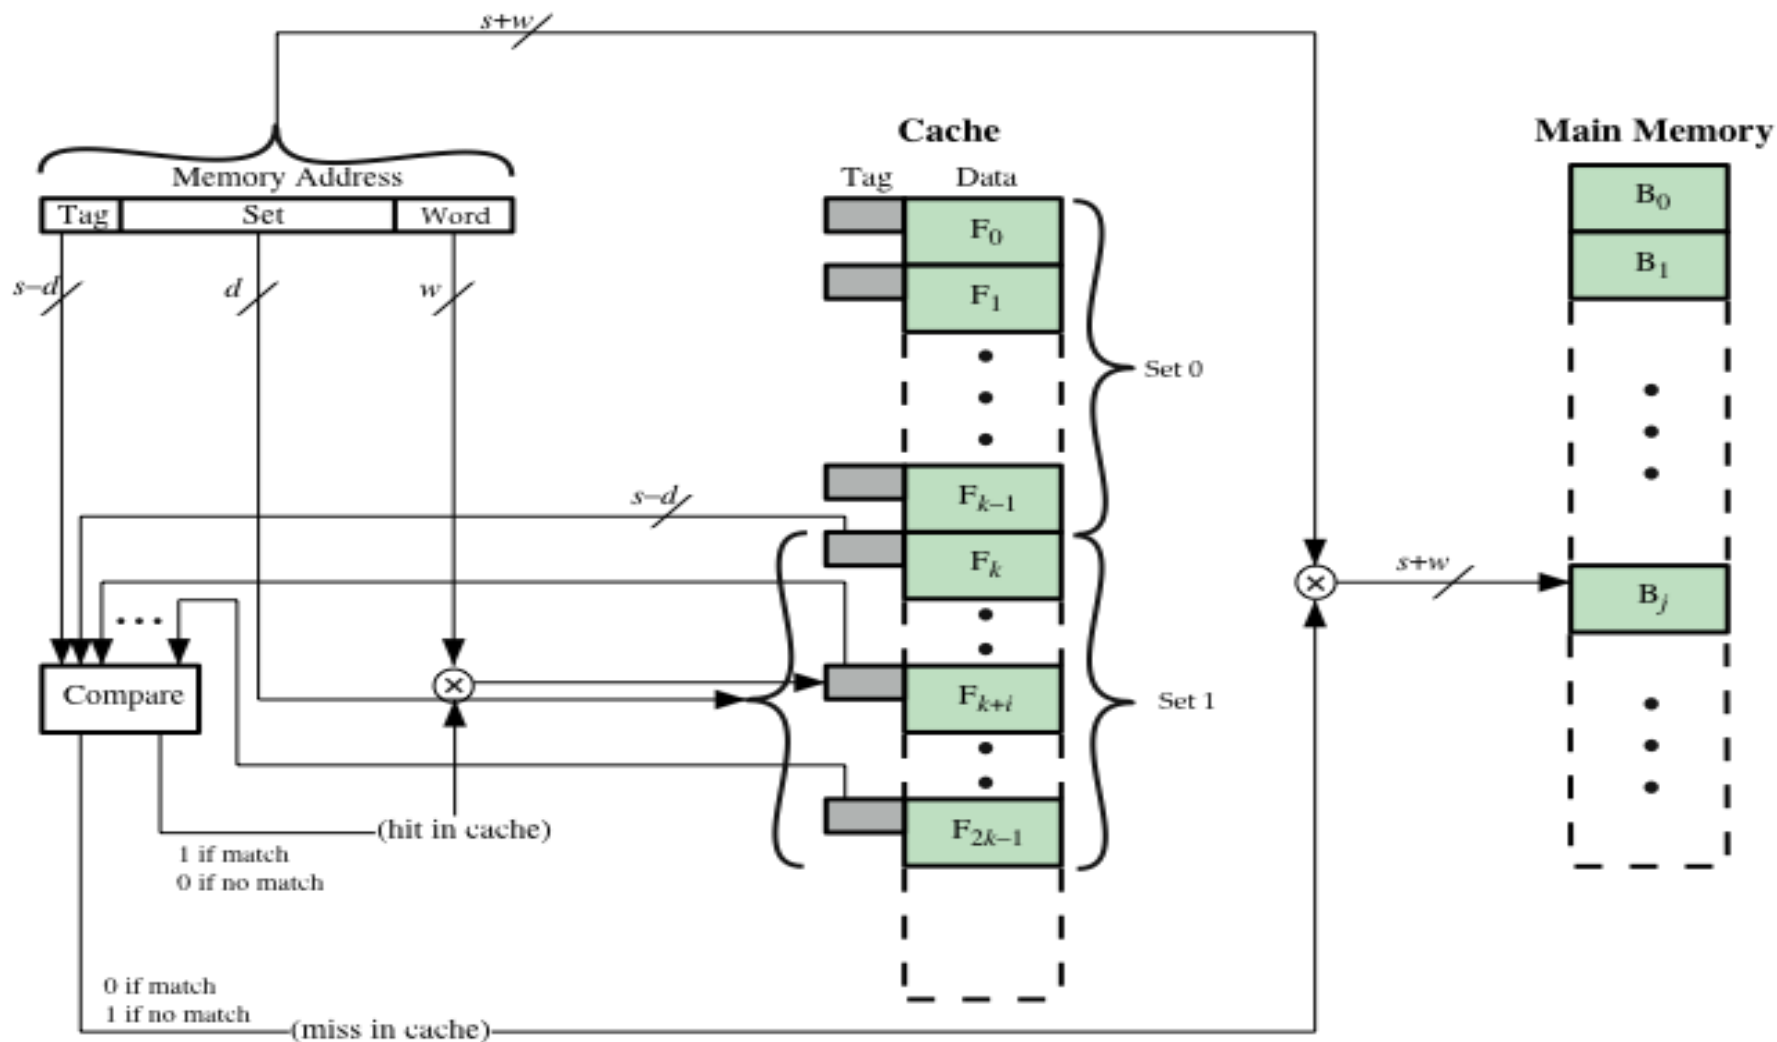 s+w
Cache
Main Memory
Memory Address
Tag Data
Tag Set Word
B0
F0
B1
s–d d w
F1
Set 0
s–d
Fk–1
Fk
s+w
Bj
...
Compare
Fk+i
Set 1
(hit in cache)
F2k–1
1 if match
0 if no match
0 if match
1 if no match
(miss in cache)